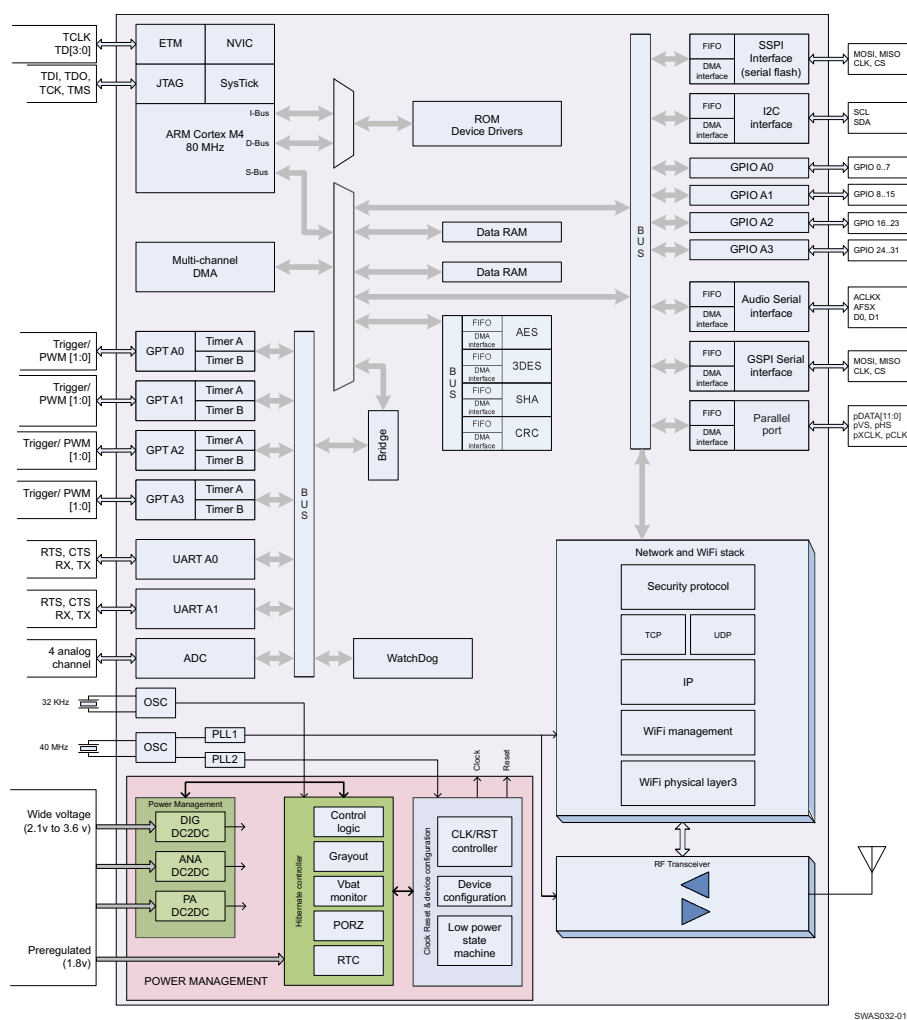 TCLK
TD[3:0]
TDI, TDO,
TCK, TMS
ETM
NVIC
JTAG
SysTick
ARM Cortex M4
80 MHz
I-Bus
D-Bus
S-Bus
ROM
Device Drivers
Multi-channel
DMA
Data RAM
Data RAM
BUS
FIFO
DMA
interface
AES
FIFO
DMA
interface
3DES
FIFO
DMA
interface
SHA
FIFO
DMA
interface
CRC
Bridge
BUS
FIFO
DMA
interface
SSPI
Interface
(serial flash)
MOSI, MISO
CLK, CS
FIFO
DMA
interface
I2C
interface
SCL
SDA
GPIO A0
GPIO 0..7
GPIO A1
GPIO 8..15
GPIO A2
GPIO 16..23
GPIO A3
GPIO 24..31
FIFO
DMA
interface
Audio Serial
interface
ACLKX
AFSX
D0, D1
FIFO
DMA
interface
GSPI Serial
interface
MOSI, MISO
CLK, CS
FIFO
DMA
interface
Parallel
port
pDATA[11:0]
pVS, pHS
pXCLK, pCLK
Trigger/
PWM [1:0]
GPT A0
Timer A
Timer B
Trigger/
PWM [1:0]
GPT A1
Timer A
Timer B
Trigger/ PWM
[1:0]
GPT A2
Timer A
Timer B
Trigger/ PWM
[1:0]
GPT A3
Timer A
Timer B
BUS
RTS, CTS
RX, TX
UART A0
RTS, CTS
RX, TX
UART A1
4 analog
channel
ADC
WatchDog
32 KHz
OSC
40 MHz
OSC
PLL1
PLL2
Clock
Reset
Network and WiFi stack
Security protocol
TCP
UDP
IP
WiFi management
WiFi physical layer3
RF Transceiver
Wide voltage
(2.1v to 3.6 v)
Preregulated
(1.8v)
Power Management
DIG
DC2DC
ANA
DC2DC
PA
DC2DC
Hibernate controller
Control
logic
Grayout
Vbat
monitor
PORZ
RTC
Clock Reset & device configuration
CLK/RST
controller
Device
configuration
Low power
state
machine
POWER MANAGEMENT
SWAS032-01